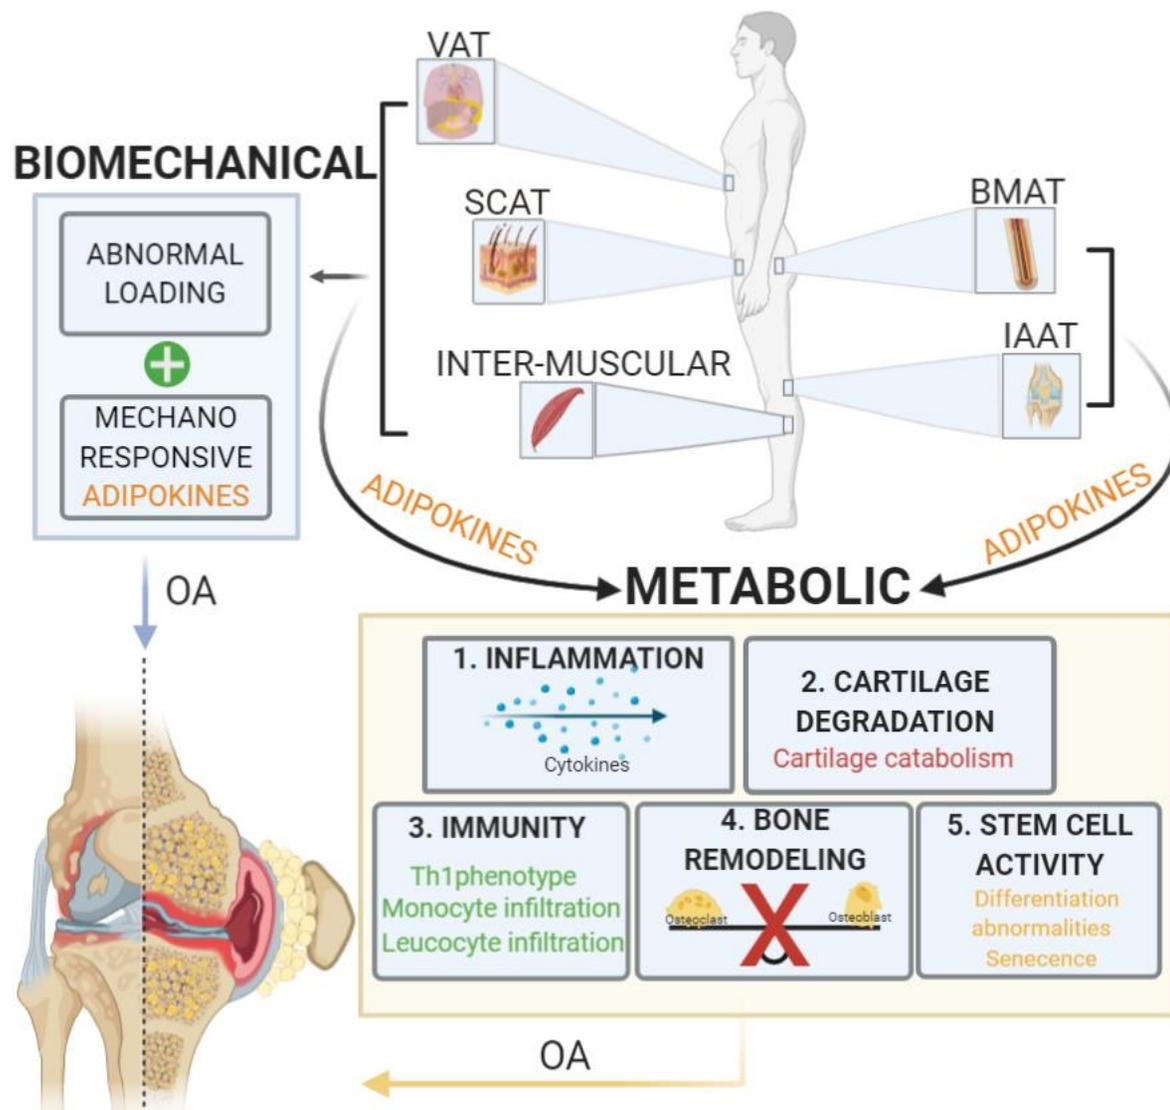 VAT
BIOMECHANICAL
SCAT
BMAT
ABNORMAL
LOADING
IAAT
INTER-MUSCULAR
MECHANO
RESPONSIVE
ADIPOKINES
ADIPOKINES
ADIPOKINES
OA
METABOLIC
1. INFLAMMATION
Cytokines
2. CARTILAGE
DEGRADATION
Cartilage catabolism
3. IMMUNITY
Th1phenotype
Monocyte infiltration
Leucocyte infiltration
4. BONE
REMODELING
Osteoclast
Osteoblast
5. STEM CELL
ACTIVITY
Differentiation
abnormalities
Senecence
OA